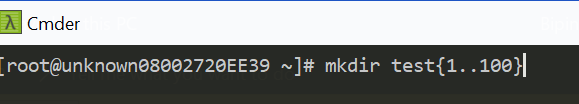 λ Cmder
[root@unknown08002720EE39 ~]# mkdir test{1..100}